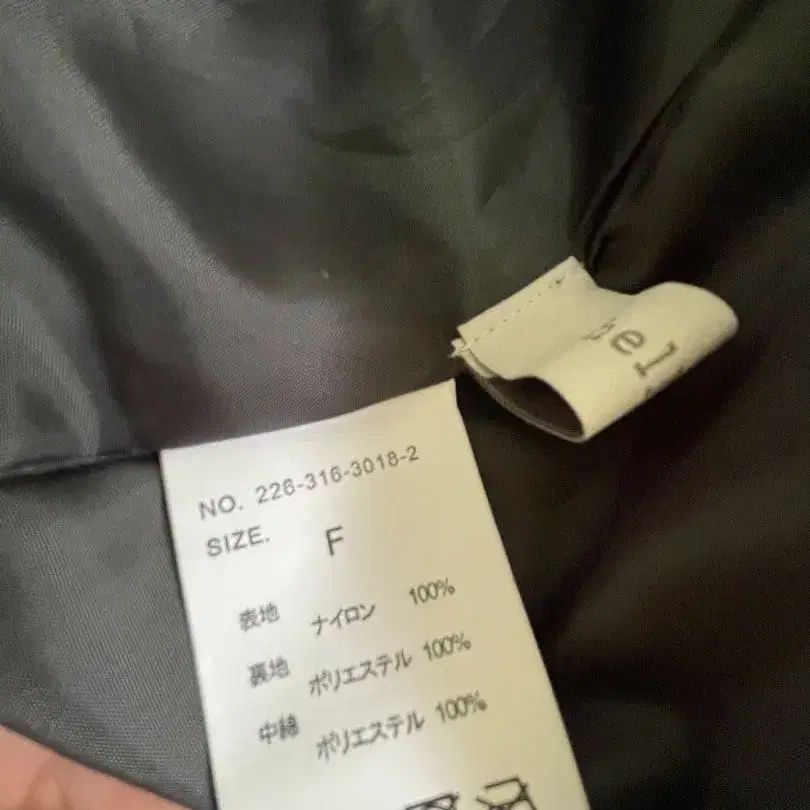 NO. 226-316-3018-2
SIZE. F
表地 ナイロン 100%
裏地 ポリエステル 100%
中綿 ポリエステル 100%